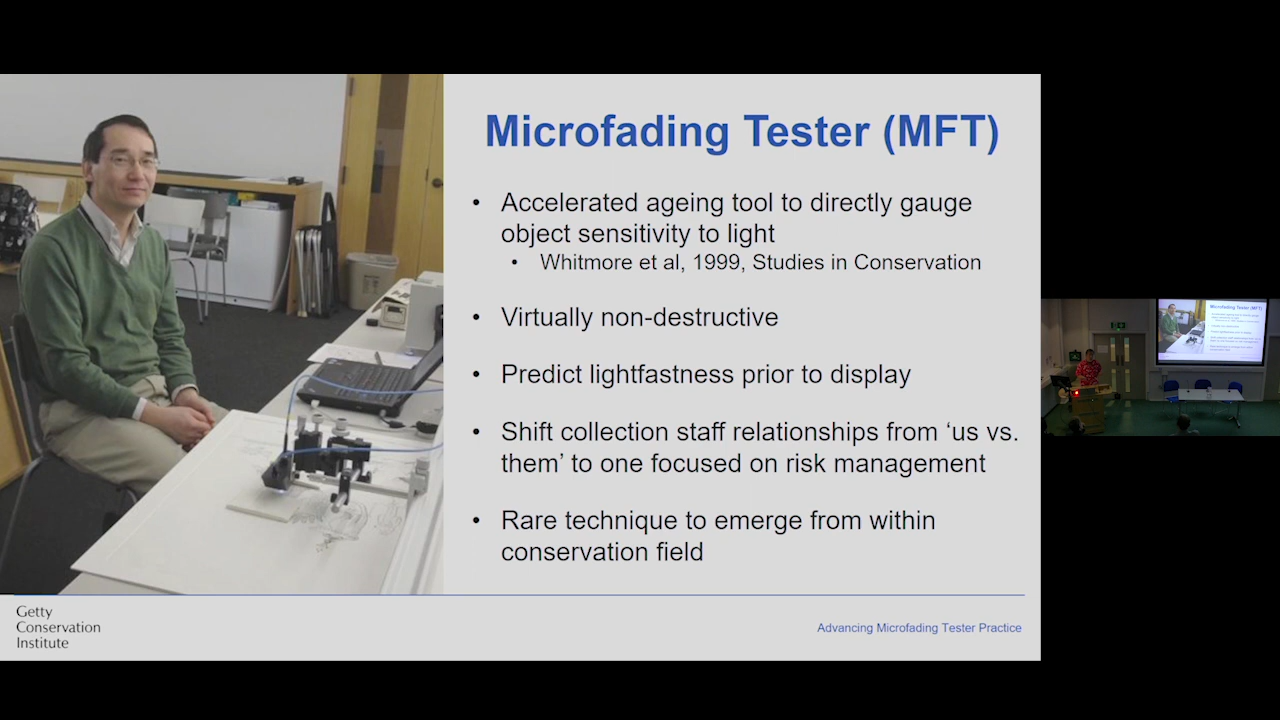 Microfading Tester (MFT)
• Accelerated ageing tool to directly gauge
object sensitivity to light
• Whitmore et al, 1999, Studies in Conservation
• Virtually non-destructive
• Predict lightfastness prior to display
• Shift collection staff relationships from ‘us vs.
them’ to one focused on risk management
• Rare technique to emerge from within
conservation field
Getty
Conservation
Institute
Advancing Microfading Tester Practice
Microfading Tester (MFT)